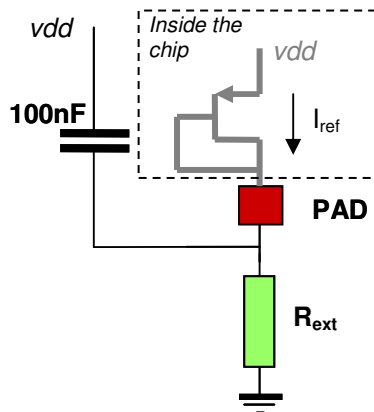 vdd
Inside the
chip
vdd
100nF
Iref
PAD
Rext